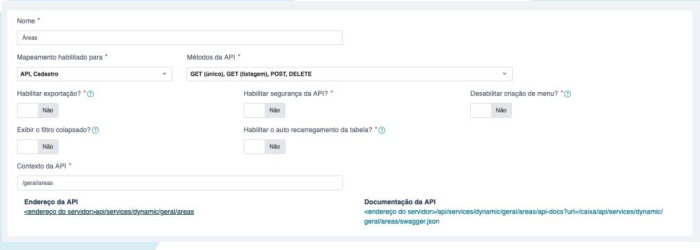 Nome *
Áreas
Mapeamento habilitado para *
Métodos da API *
API, Cadastro
GET (único), GET (listagem), POST, DELETE
Habilitar exportação? * ?
Habilitar segurança da API? *
Desabilitar criação de menu? * ?
Não
Não
Não
Exibir o filtro colapsado? ?
Habilitar o auto recarregamento da tabela? * ?
Não
Não
Contexto da API *
/geral/areas
Endereço da API
<endereço do servidor>api/services/dynamic/geral/areas
Documentação da API
<endereço do servidor>/api/services/dynamic/geral/areas/api-docs?url=/caixa/api/services/dynamic/
geral/areas/swagger.json